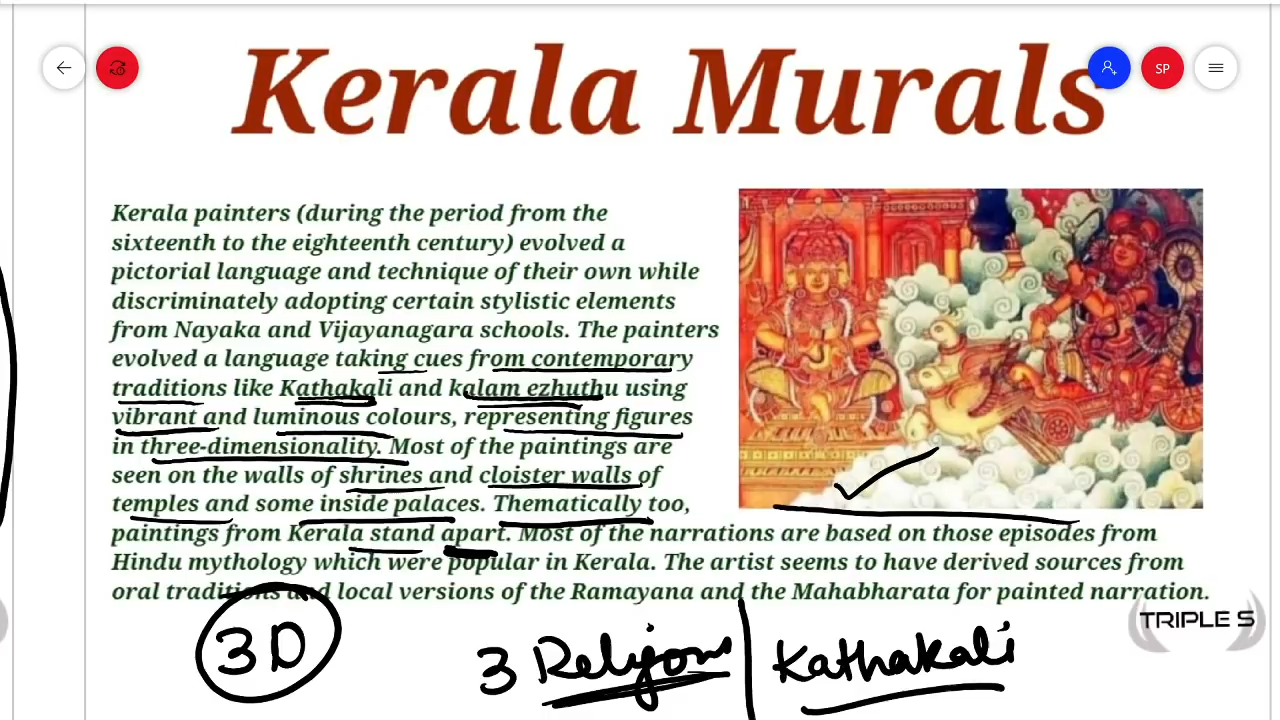 Kerala Murals
SP
Kerala painters (during the period from the
sixteenth to the eighteenth century) evolved a
pictorial language and technique of their own while
discriminately adopting certain stylistic elements
from Nayaka and Vijayanagara schools. The painters
evolved a language taking cues from contemporary
traditions like Kathakali and kalam ezhuthu using
vibrant and luminous colours, representing figures
in three-dimensionality. Most of the paintings are
seen on the walls of shrines and cloister walls of
temples and some inside palaces. Thematically too,
paintings from Kerala stand apart. Most of the narrations are based on those episodes from
Hindu mythology which were popular in Kerala. The artist seems to have derived sources from
oral traditions and local versions of the Ramayana and the Mahabharata for painted narration.
TRIPLE S
3D
3 Religions | Kathakali